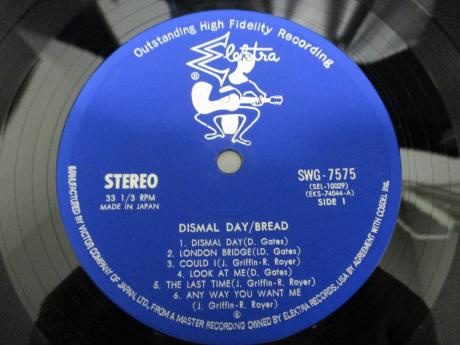 Outstanding High Fidelity Recording
Elektra
®
STEREO
33 1/3 RPM
MADE IN JAPAN
SWG-7575
(SEL-10029)
(EKS-74044-A)
SIDE 1
DISMAL DAY/BREAD
1. DISMAL DAY(D. Gates)
2. LONDON BRIDGE(D. Gates)
3. COULD I(J. Griffin-R. Royer)
4. LOOK AT ME(D. Gates)
5. THE LAST TIME(J. Griffin-R. Royer)
6. ANY WAY YOU WANT ME
(J. Griffin-R. Royer)
MANUFACTURED BY VICTOR COMPANY OF JAPAN, LTD., FROM A MASTER RECORDING OWNED BY ELEKTRA RECORDS, USA BY AGREEMENT WITH COSDEL Inc.